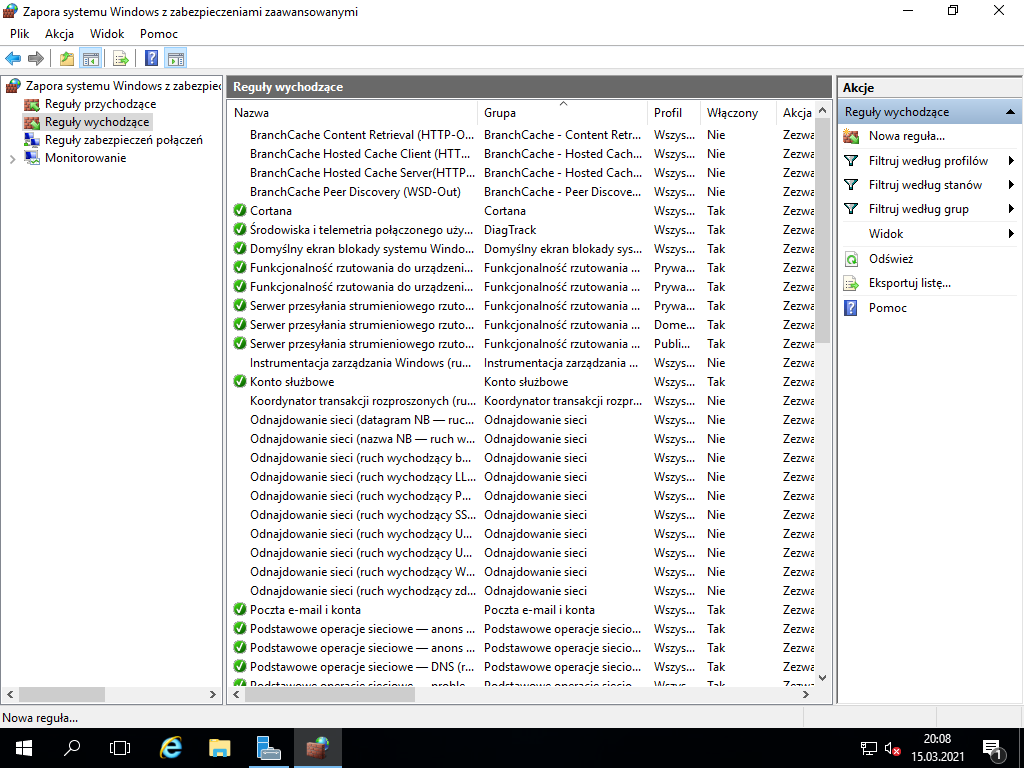 Zapora systemu Windows z zabezpieczeniami zaawansowanymi
Plik Akcja Widok Pomoc
Zapora systemu Windows z zabezpiec
Reguły przychodzące
Reguły wychodzące
Reguły zabezpieczeń połączeń
Monitorowanie
Reguły wychodzące
Nazwa Grupa Profil Włączony Akcja
BranchCache Content Retrieval (HTTP-O... BranchCache - Content Retr... Wszys... Nie Zezwa
BranchCache Hosted Cache Client (HTT... BranchCache - Hosted Cach... Wszys... Nie Zezwa
BranchCache Hosted Cache Server(HTTP... BranchCache - Hosted Cach... Wszys... Nie Zezwa
BranchCache Peer Discovery (WSD-Out) BranchCache - Peer Discove... Wszys... Nie Zezwa
Cortana Cortana Wszys... Tak Zezwa
Środowiska i telemetria połączonego uży... DiagTrack Wszys... Tak Zezwa
Domyślny ekran blokady systemu Windo... Domyślny ekran blokady sys... Wszys... Tak Zezwa
Funkcjonalność rzutowania do urządzeni... Funkcjonalność rzutowania ... Prywa... Tak Zezwa
Funkcjonalność rzutowania do urządzeni... Funkcjonalność rzutowania ... Prywa... Tak Zezwa
Serwer przesyłania strumieniowego rzuto... Funkcjonalność rzutowania ... Prywa... Tak Zezwa
Serwer przesyłania strumieniowego rzuto... Funkcjonalność rzutowania ... Dome... Tak Zezwa
Serwer przesyłania strumieniowego rzuto... Funkcjonalność rzutowania ... Publi... Tak Zezwa
Instrumentacja zarządzania Windows (ru... Instrumentacja zarządzania ... Wszys... Nie Zezwa
Konto służbowe Konto służbowe Wszys... Tak Zezwa
Koordynator transakcji rozproszonych (ru... Koordynator transakcji rozpr... Wszys... Nie Zezwa
Odnajdowanie sieci (datagram NB — ruc... Odnajdowanie sieci Wszys... Nie Zezwa
Odnajdowanie sieci (nazwa NB — ruch w... Odnajdowanie sieci Wszys... Nie Zezwa
Odnajdowanie sieci (ruch wychodzący b... Odnajdowanie sieci Wszys... Nie Zezwa
Odnajdowanie sieci (ruch wychodzący LL... Odnajdowanie sieci Wszys... Nie Zezwa
Odnajdowanie sieci (ruch wychodzący P... Odnajdowanie sieci Wszys... Nie Zezwa
Odnajdowanie sieci (ruch wychodzący SS... Odnajdowanie sieci Wszys... Nie Zezwa
Odnajdowanie sieci (ruch wychodzący U... Odnajdowanie sieci Wszys... Nie Zezwa
Odnajdowanie sieci (ruch wychodzący U... Odnajdowanie sieci Wszys... Nie Zezwa
Odnajdowanie sieci (ruch wychodzący W... Odnajdowanie sieci Wszys... Nie Zezwa
Odnajdowanie sieci (ruch wychodzący zd... Odnajdowanie sieci Wszys... Nie Zezwa
Poczta e-mail i konta Poczta e-mail i konta Wszys... Tak Zezwa
Podstawowe operacje sieciowe — anons ... Podstawowe operacje siecio... Wszys... Tak Zezwa
Podstawowe operacje sieciowe — anons ... Podstawowe operacje siecio... Wszys... Tak Zezwa
Podstawowe operacje sieciowe — DNS (r... Podstawowe operacje siecio... Wszys... Tak Zezwa
Podstawowe operacje sieciowe — proble... Podstawowe operacje siecio... Wszys... Tak Zezwa
Akcje
Reguły wychodzące
Nowa reguła...
Filtruj według profilów
Filtruj według stanów
Filtruj według grup
Widok
Odśwież
Eksportuj listę...
Pomoc
Nowa reguła...
20:08
15.03.2021
1